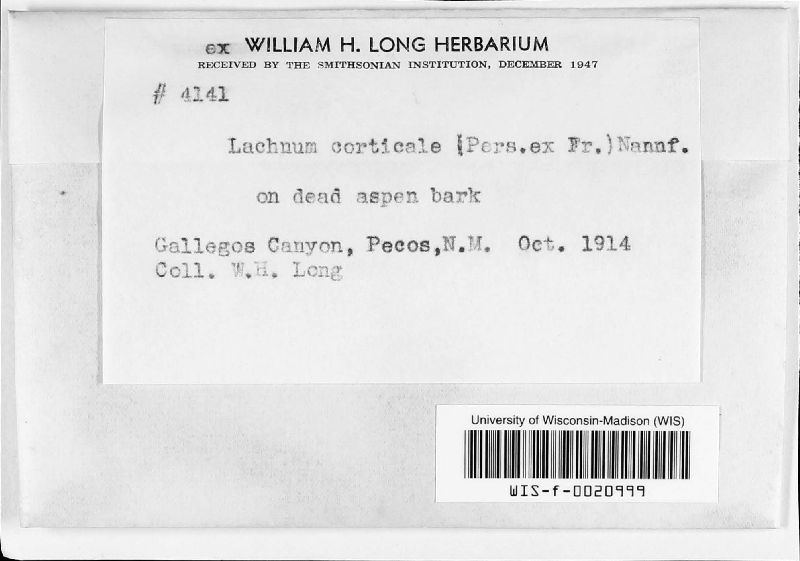 ex WILLIAM H. LONG HERBARIUM
RECEIVED BY THE SMITHSONIAN INSTITUTION, DECEMBER 1947
# 4141
Lachnum corticale (Pers.ex Fr.)Nannf.
on dead aspen bark
Gallegos Canyon, Pecos,N.M. Oct. 1914
Coll. W.H. Long
University of Wisconsin-Madison (WIS)
WIS-f-0020999